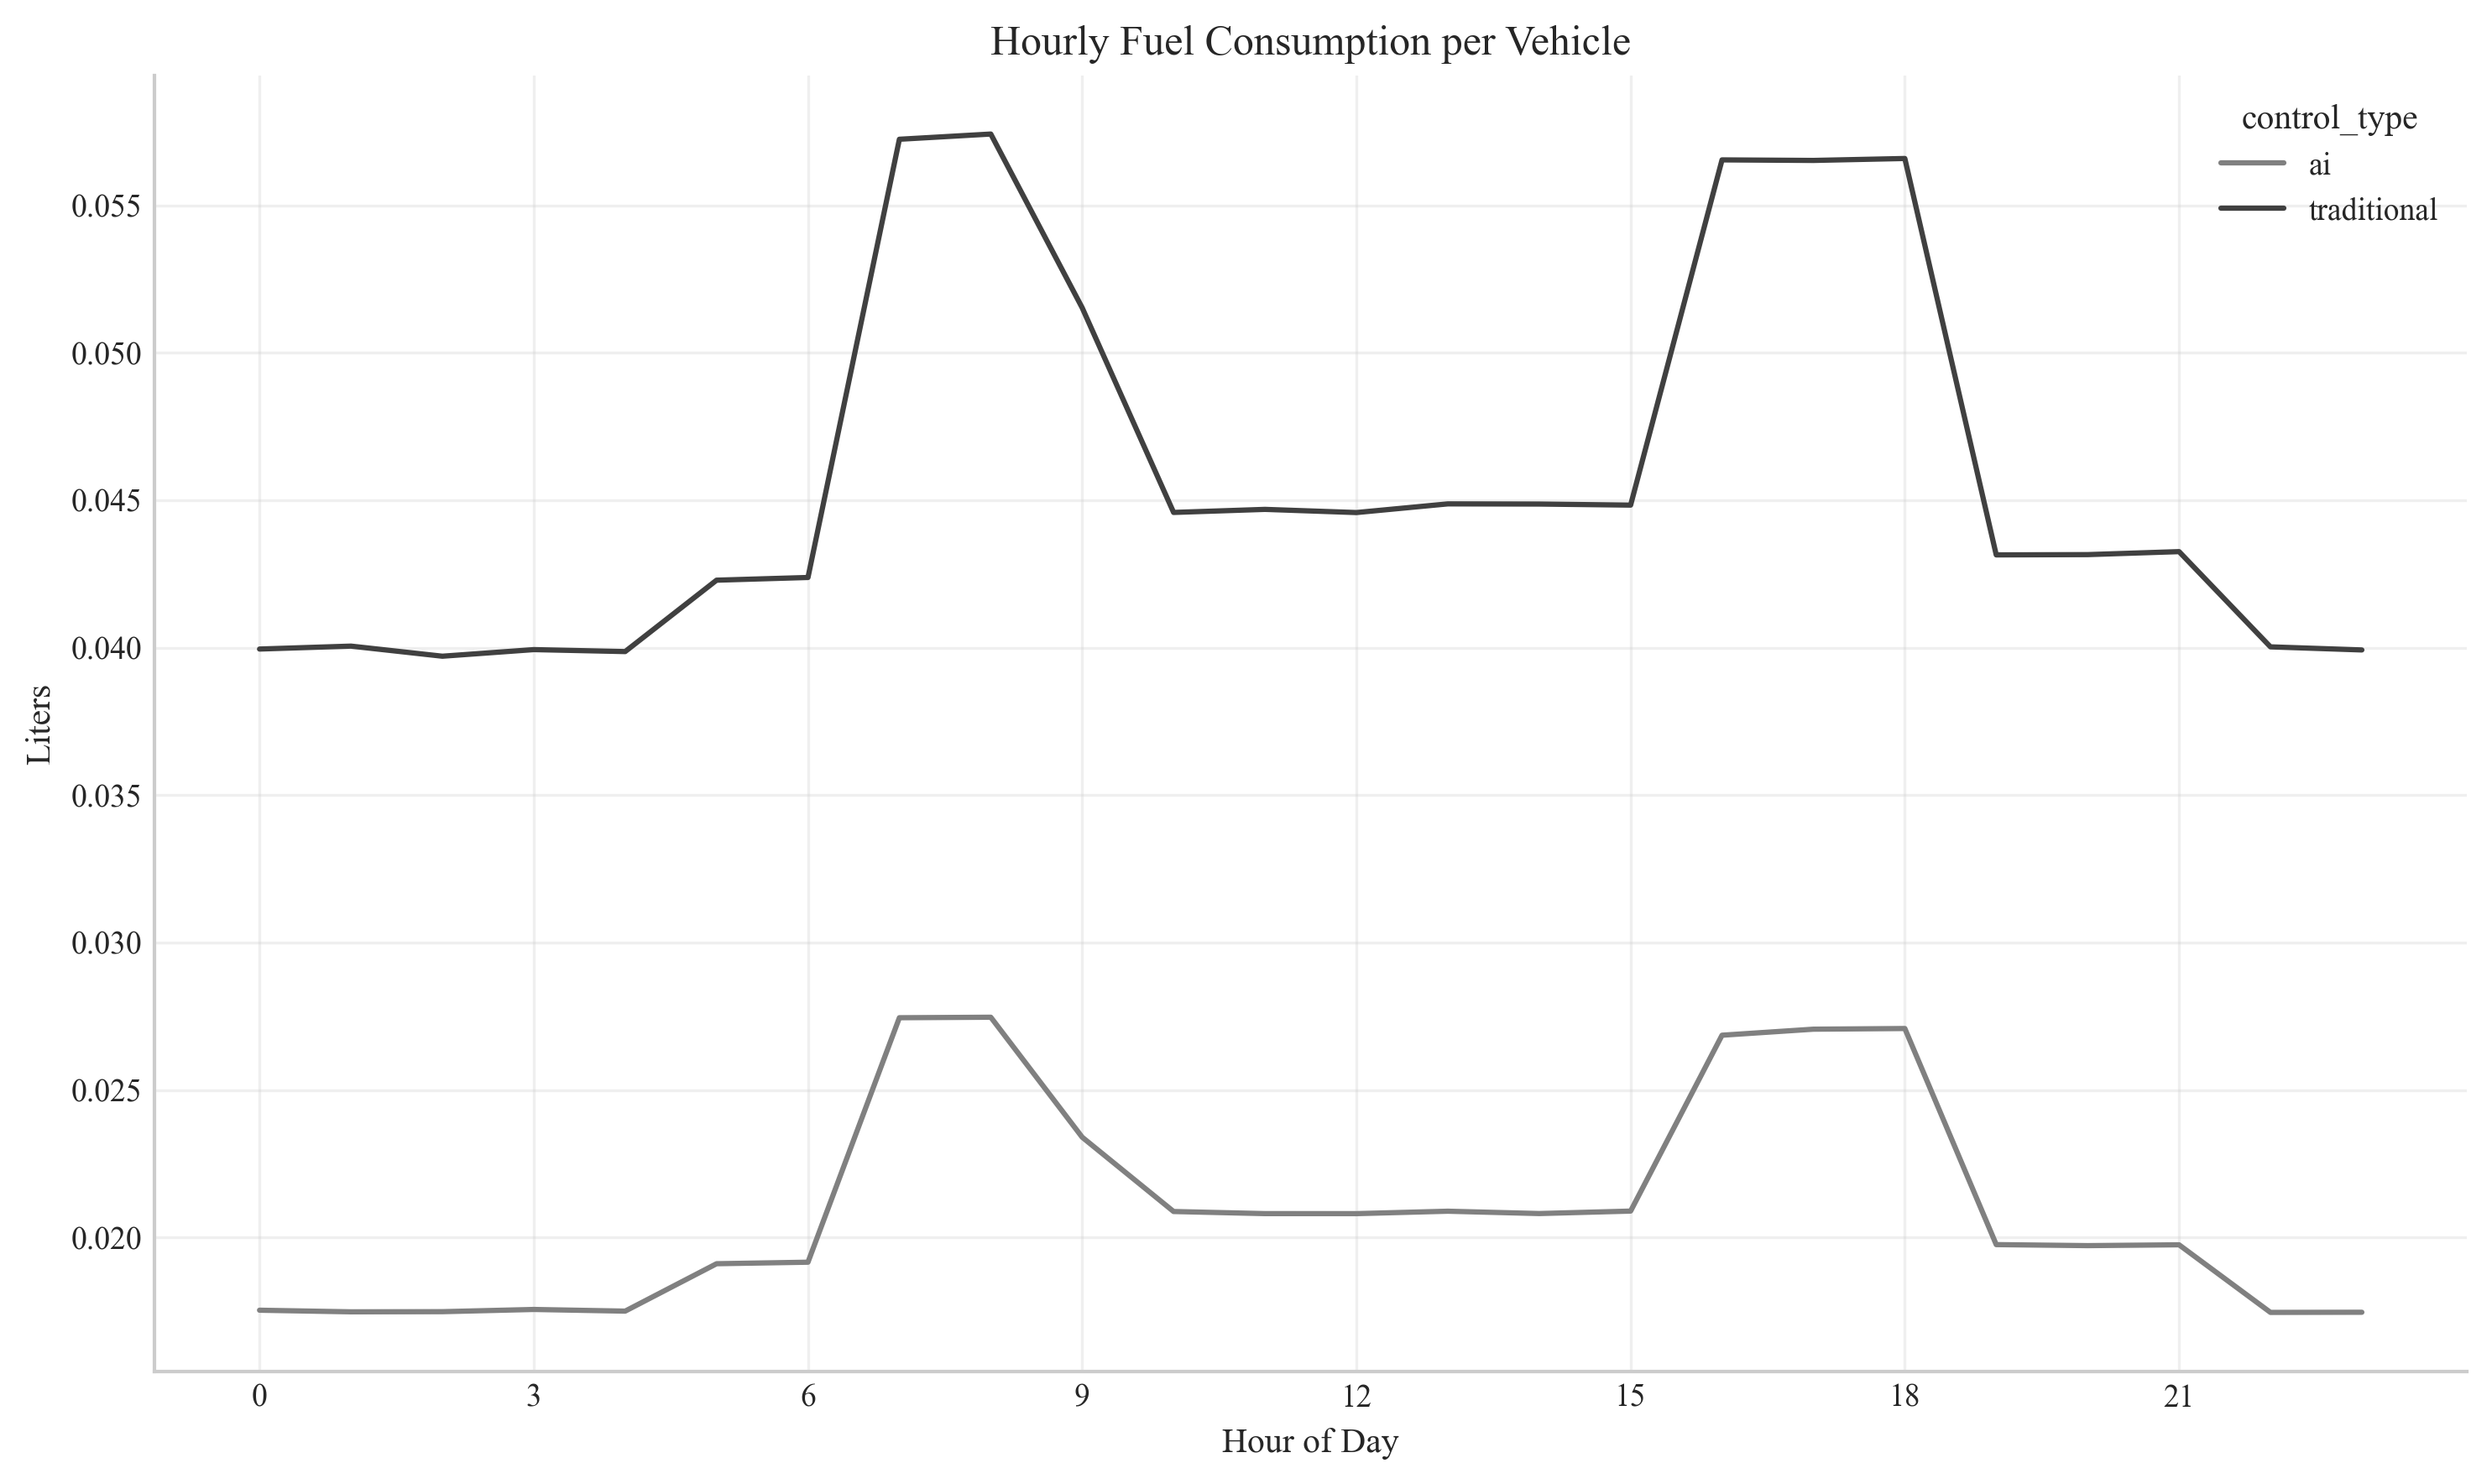 Hourly Fuel Consumption per Vehicle
control_type
ai
traditional
0.055
0.050
0.045
0.040
0.035
0.030
0.025
0.020
Liters
0 3 6 9 12 15 18 21
Hour of Day